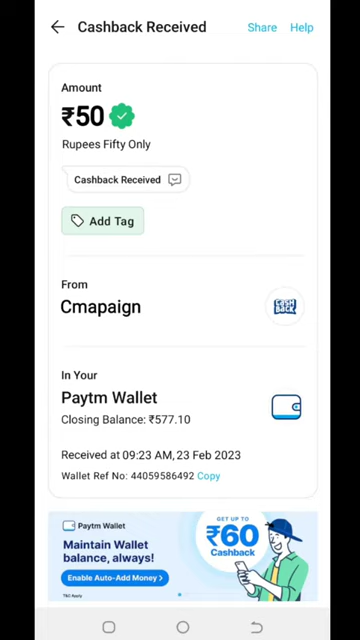 Cashback Received
Share
Help
Amount
₹50
Rupees Fifty Only
Cashback Received
Add Tag
From
Cmapaign
CASH
BACK
In Your
Paytm Wallet
Closing Balance: ₹577.10
Received at 09:23 AM, 23 Feb 2023
Wallet Ref No: 44059586492 Copy
Paytm Wallet
Maintain Wallet
balance, always!
Enable Auto-Add Money >
T&C Apply
GET UP TO
₹60
Cashback